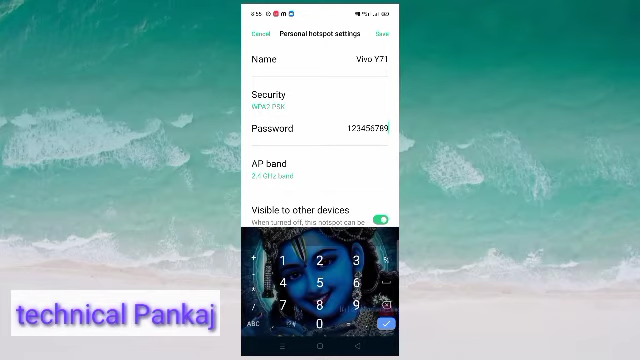 8:55
Cancel Personal hotspot settings Save
Name Vivo Y71
Security
WPA2 PSK
Password 123456789
AP band
2.4 GHz band
Visible to other devices
When turned off, this hotspot can be
+ 1 2 3 %
- 4 5 6
* 7 8 9
/
ABC , !?# 0 =
technical Pankaj